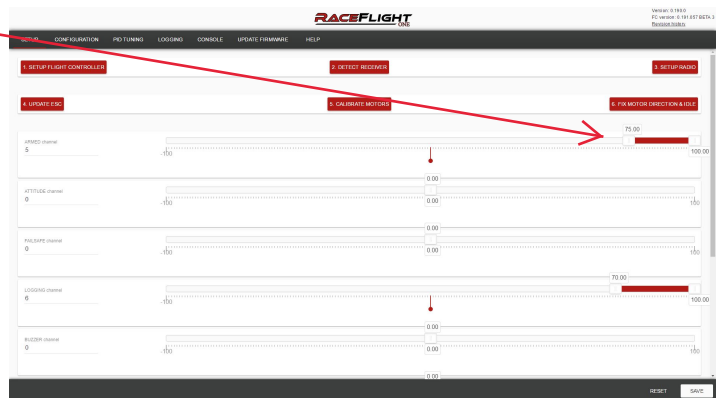 RACEFLIGHT
ONE
Version: 0.190.0
FC version: 0.191.057 BETA 3
Revision history
SETUP CONFIGURATION PID TUNING LOGGING CONSOLE UPDATE FIRMWARE HELP
1. SETUP FLIGHT CONTROLLER 2. DETECT RECEIVER 3. SETUP RADIO
4. UPDATE ESC 5. CALIBRATE MOTORS 6. FIX MOTOR DIRECTION & IDLE
75.00
ARMED channel
5
-100 100.00
0.00
ATTITUDE channel
0
-100 0.00 100
0.00
FAILSAFE channel
0
-100 0.00 100
70.00
LOGGING channel
6
-100 100.00
0.00
BUZZER channel
0
-100 0.00 100
0.00
RESET SAVE